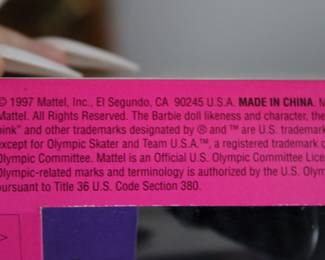 © 1997 Mattel, Inc., El Segundo, CA 90245 U.S.A. MADE IN CHINA. M
Mattel. All Rights Reserved. The Barbie doll likeness and character, the
pink" and other trademarks designated by ® and ™ are U.S. trademark
except for Olympic Skater and Team U.S.A.™, a registered trademark o
Olympic Committee. Mattel is an Official U.S. Olympic Committee Lice
Olympic-related marks and terminology is authorized by the U.S. Oly
pursuant to Title 36 U.S. Code Section 380.